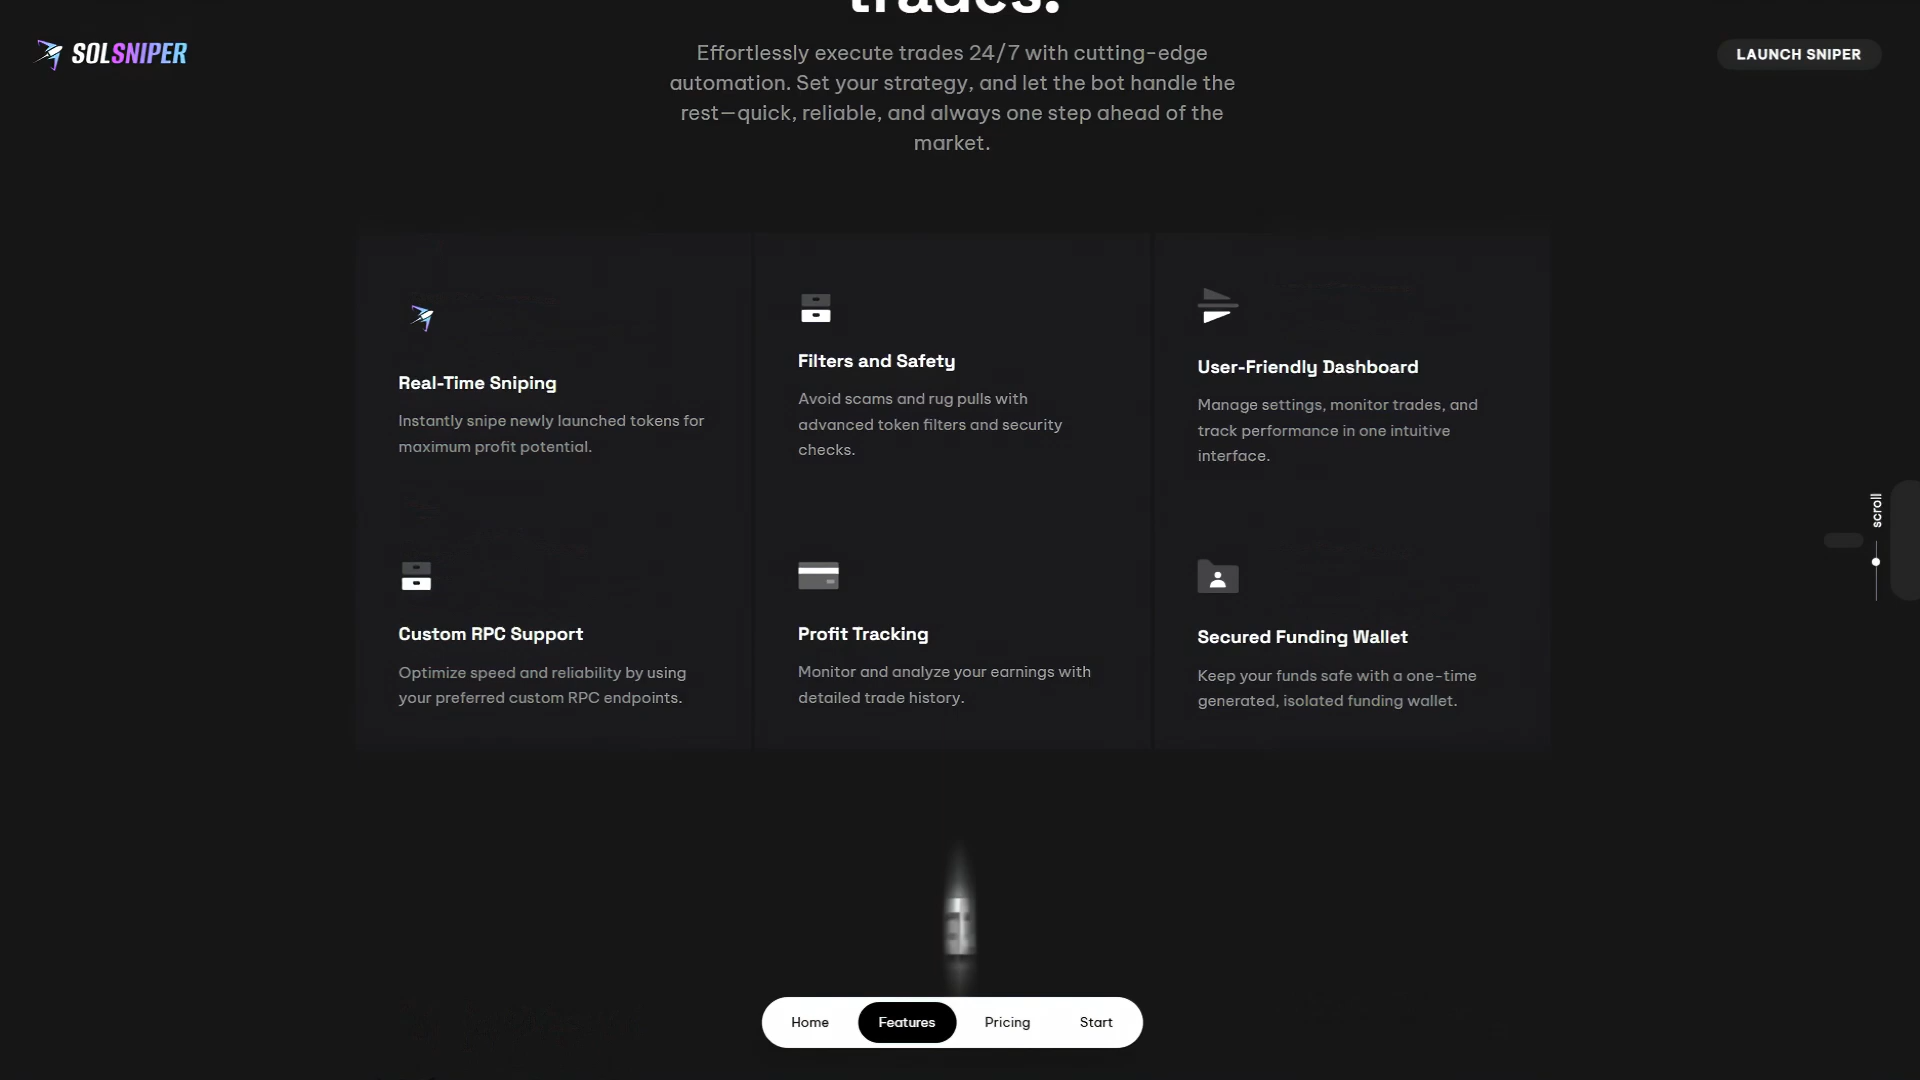 trades.
SOLSNIPER
LAUNCH SNIPER
Effortlessly execute trades 24/7 with cutting-edge
automation. Set your strategy, and let the bot handle the
rest—quick, reliable, and always one step ahead of the
market.
Real-Time Sniping
Instantly snipe newly launched tokens for
maximum profit potential.
Filters and Safety
Avoid scams and rug pulls with
advanced token filters and security
checks.
User-Friendly Dashboard
Manage settings, monitor trades, and
track performance in one intuitive
interface.
scroll
Custom RPC Support
Optimize speed and reliability by using
your preferred custom RPC endpoints.
Profit Tracking
Monitor and analyze your earnings with
detailed trade history.
Secured Funding Wallet
Keep your funds safe with a one-time
generated, isolated funding wallet.
Home
Features
Pricing
Start